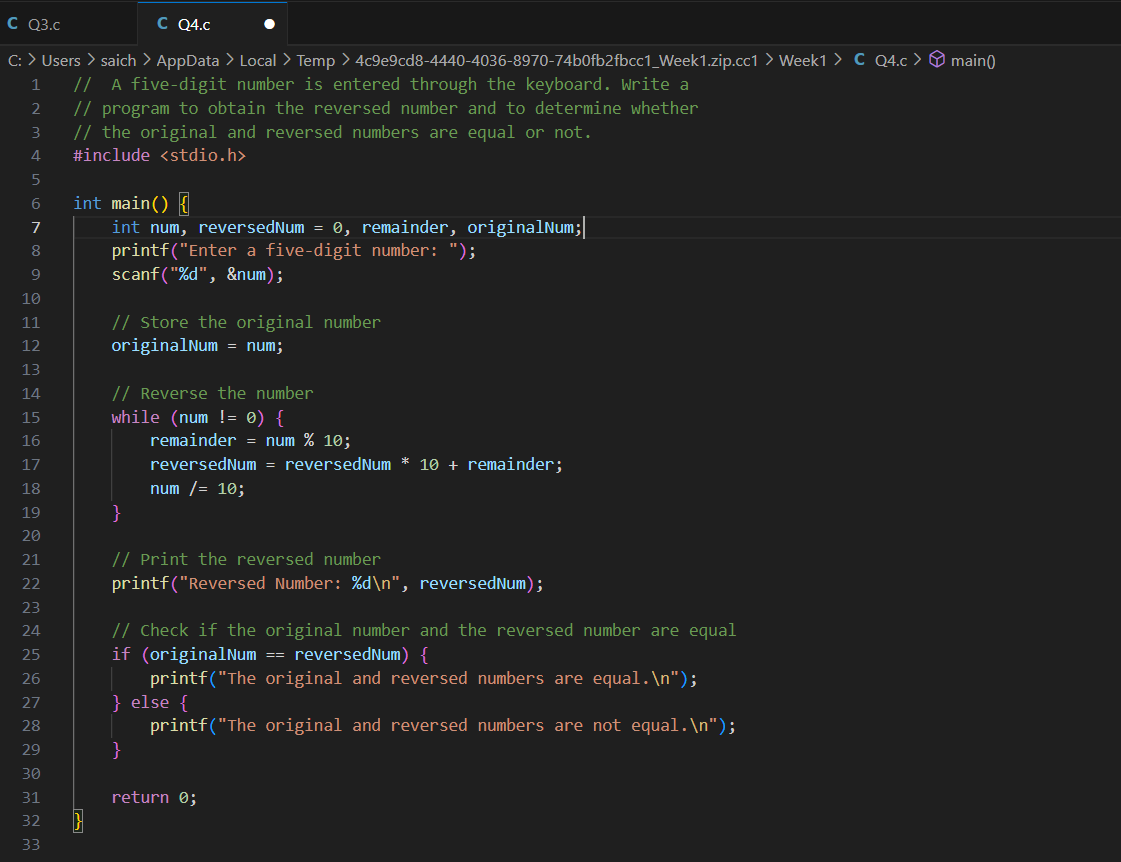 C Q3.c
C Q4.c
C: > Users > saich > AppData > Local > Temp > 4c9e9cd8-4440-4036-8970-74b0fb2fbcc1_Week1.zip.cc1 > Week1 > C Q4.c > main()
1 //  A five-digit number is entered through the keyboard. Write a
2 // program to obtain the reversed number and to determine whether
3 // the original and reversed numbers are equal or not.
4 #include <stdio.h>
5
6 int main() {
7     int num, reversedNum = 0, remainder, originalNum;
8     printf("Enter a five-digit number: ");
9     scanf("%d", &num);
10
11     // Store the original number
12     originalNum = num;
13
14     // Reverse the number
15     while (num != 0) {
16         remainder = num % 10;
17         reversedNum = reversedNum * 10 + remainder;
18         num /= 10;
19     }
20
21     // Print the reversed number
22     printf("Reversed Number: %d\n", reversedNum);
23
24     // Check if the original number and the reversed number are equal
25     if (originalNum == reversedNum) {
26         printf("The original and reversed numbers are equal.\n");
27     } else {
28         printf("The original and reversed numbers are not equal.\n");
29     }
30
31     return 0;
32 }
33